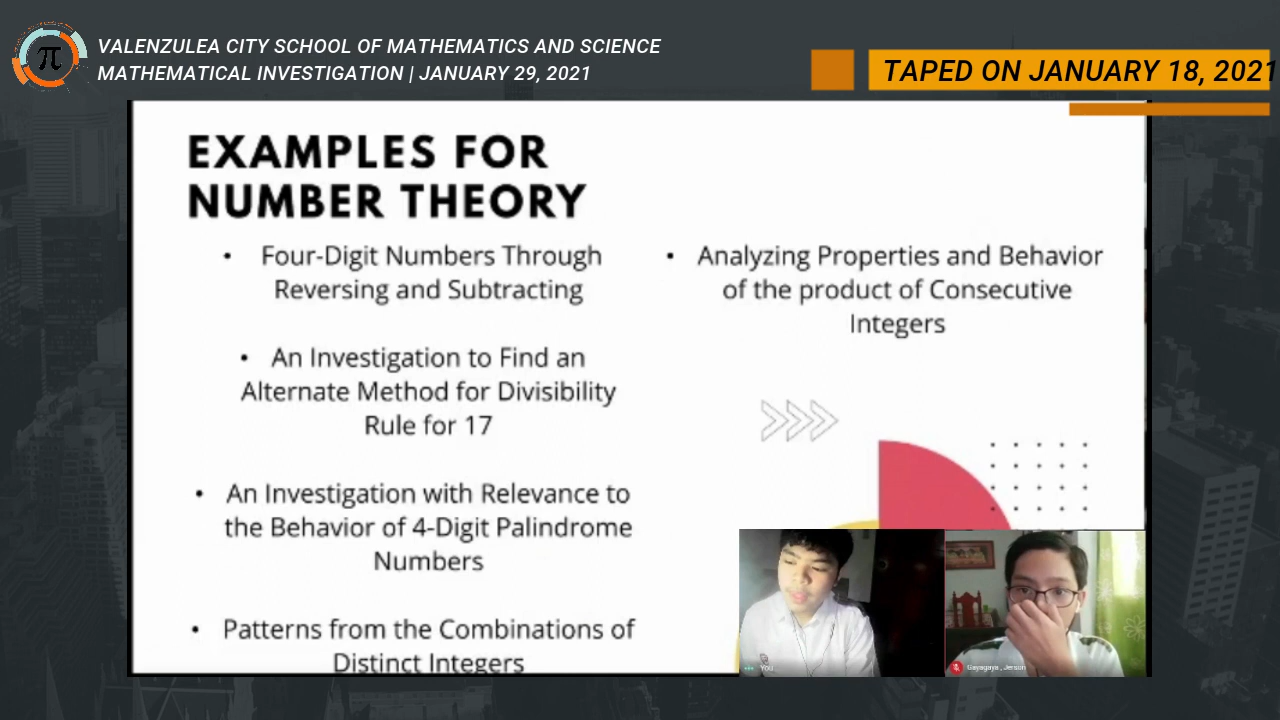 π
VALENZULEA CITY SCHOOL OF MATHEMATICS AND SCIENCE
MATHEMATICAL INVESTIGATION | JANUARY 29, 2021
TAPED ON JANUARY 18, 2021
EXAMPLES FOR
NUMBER THEORY
• Four-Digit Numbers Through
Reversing and Subtracting
• An Investigation to Find an
Alternate Method for Divisibility
Rule for 17
• An Investigation with Relevance to
the Behavior of 4-Digit Palindrome
Numbers
• Patterns from the Combinations of
Distinct Integers
• Analyzing Properties and Behavior
of the product of Consecutive
Integers
You
Gayagaya , Jerson